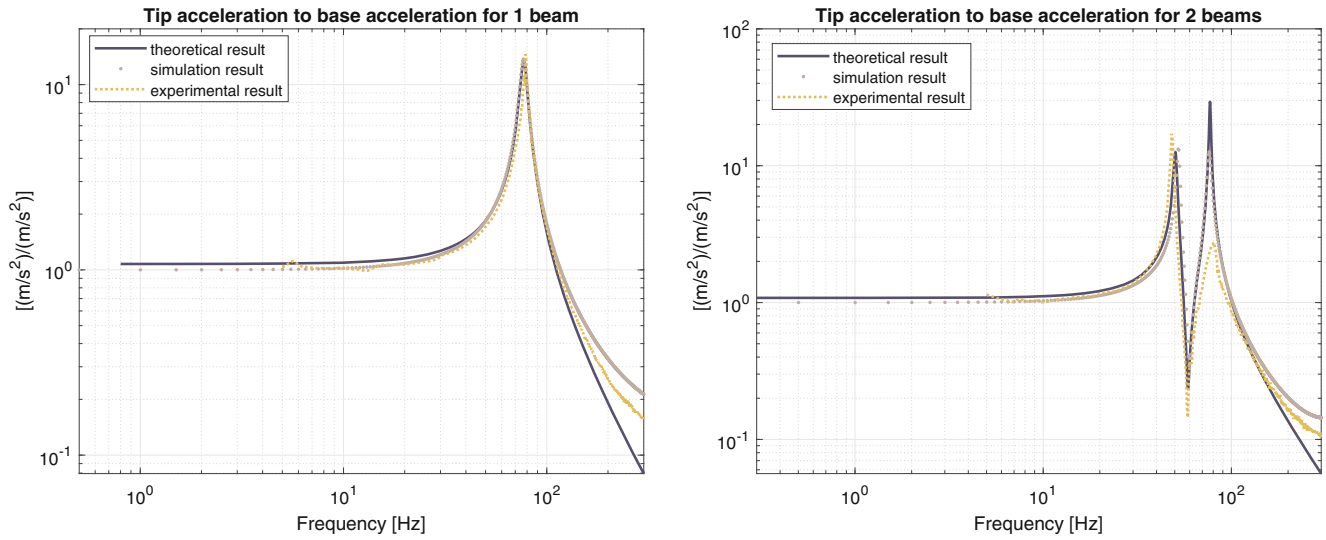 Tip acceleration to base acceleration for 1 beam
theoretical result
simulation result
experimental result
10^1
10^0
10^-1
[(m/s^2)/(m/s^2)]
10^0
10^1
10^2
Frequency [Hz]
Tip acceleration to base acceleration for 2 beams
theoretical result
simulation result
experimental result
10^2
10^1
10^0
10^-1
[(m/s^2)/(m/s^2)]
10^0
10^1
10^2
Frequency [Hz]